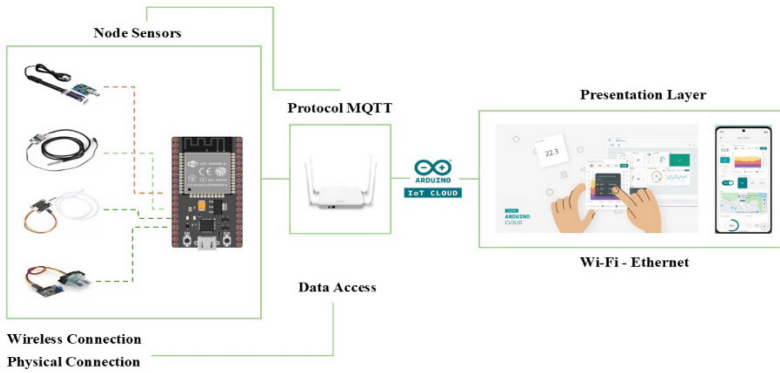 Node Sensors
Protocol MQTT
Presentation Layer
22.3
ARDUINO
IoT CLOUD
ARDUINO
CLOUD
Wi-Fi - Ethernet
Data Access
Wireless Connection
Physical Connection